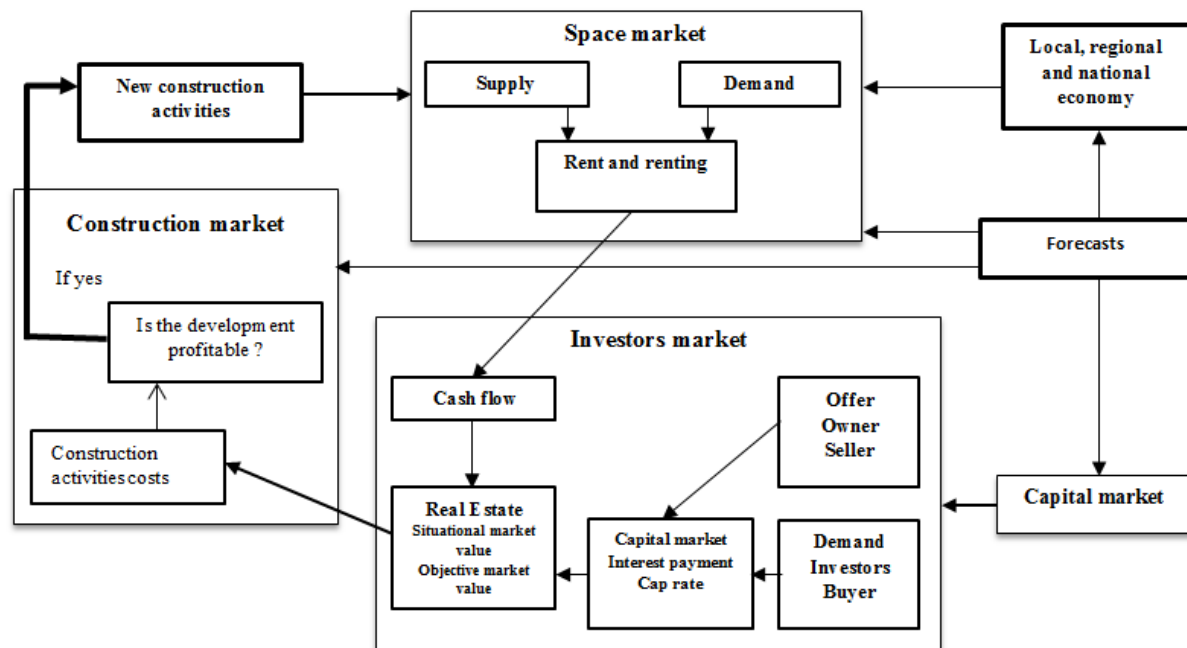 Space market
Supply
Demand
Rent and renting
Local, regional
and national
economy
New construction
activities
Construction market
If yes
Is the development
profitable ?
Construction
activities costs
Forecasts
Investors market
Cash flow
Offer
Owner
Seller
Real Estate
Situational market
value
Objective market
value
Capital market
Interest payment
Cap rate
Demand
Investors
Buyer
Capital market